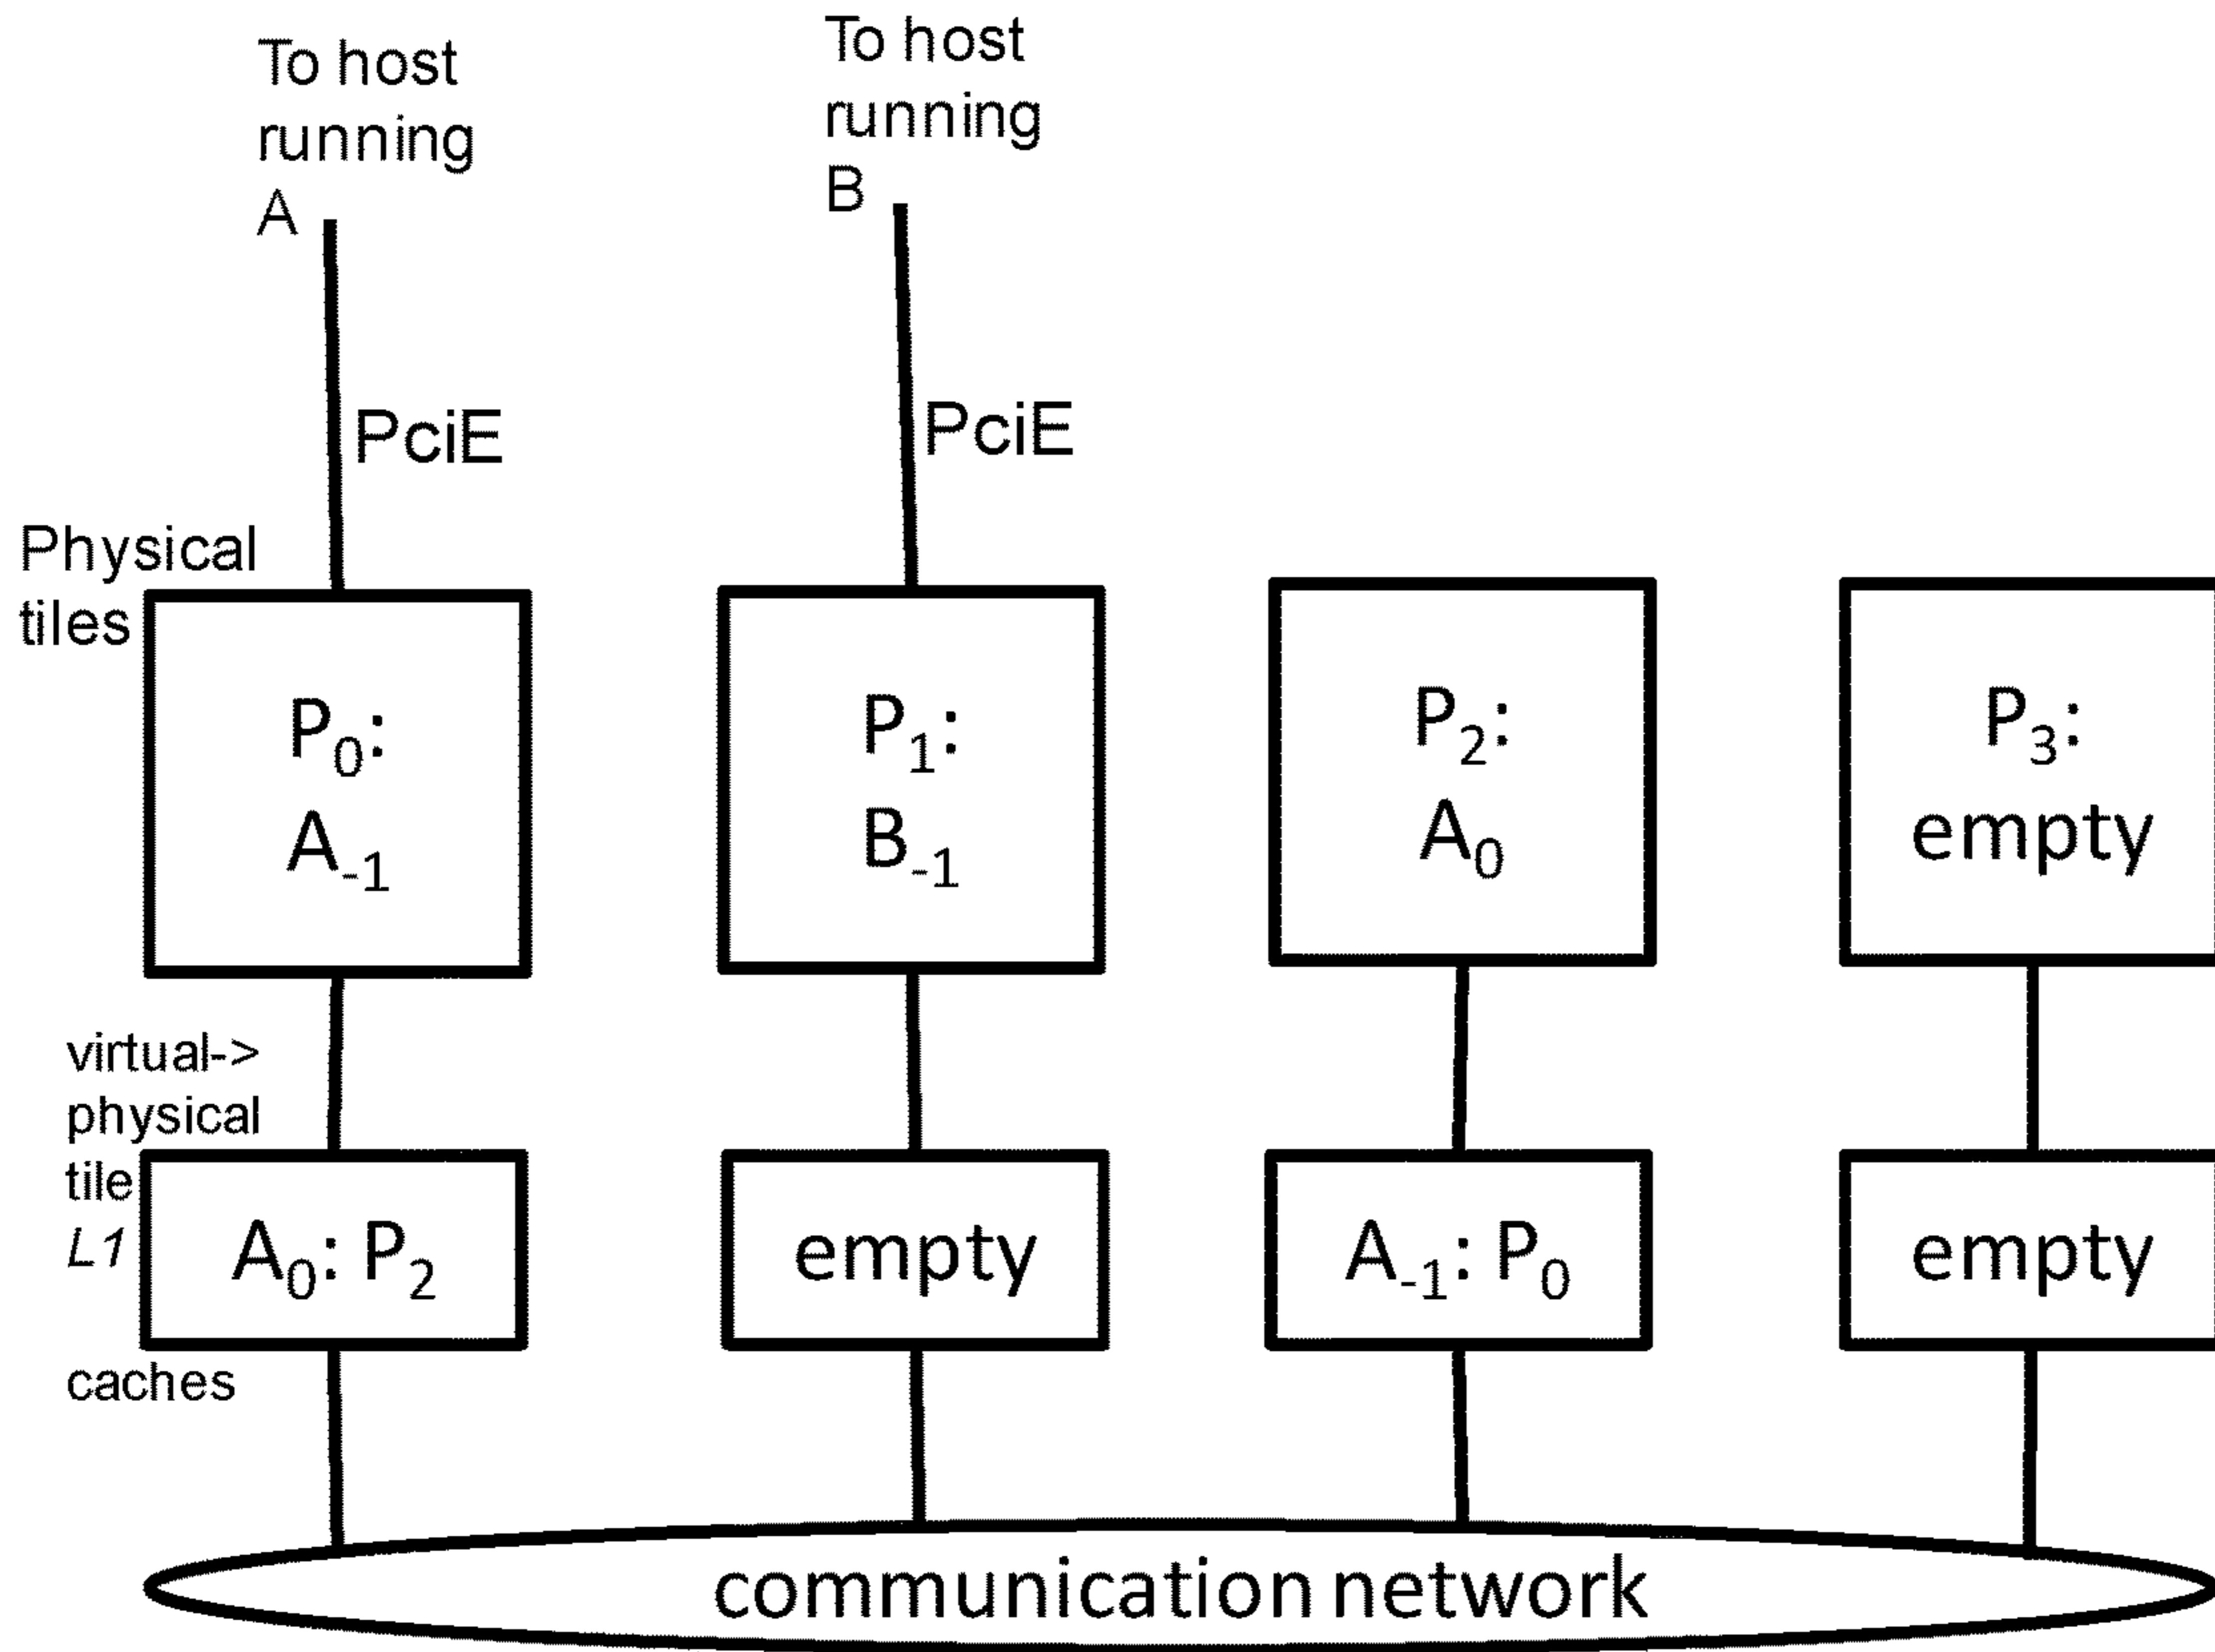 To host
running
A
To host
running
B
PciE
PciE
Physical
tiles
P₀:
A₋₁
P₁:
B₋₁
P₂:
A₀
P₃:
empty
virtual->
physical
tile
L1
caches
A₀: P₂
empty
A₋₁: P₀
empty
communication network